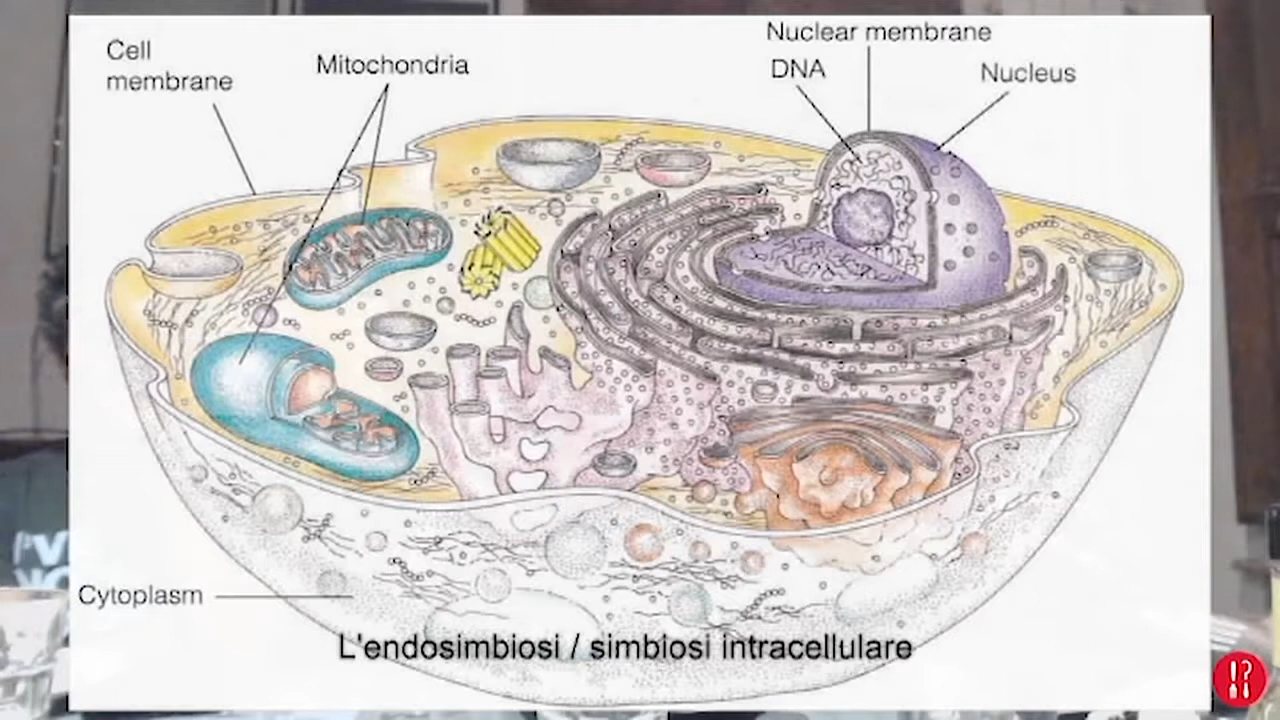 Nuclear membrane
Cell
membrane
Mitochondria
DNA
Nucleus
Cytoplasm
L'endosimbiosi / simbiosi intracellulare